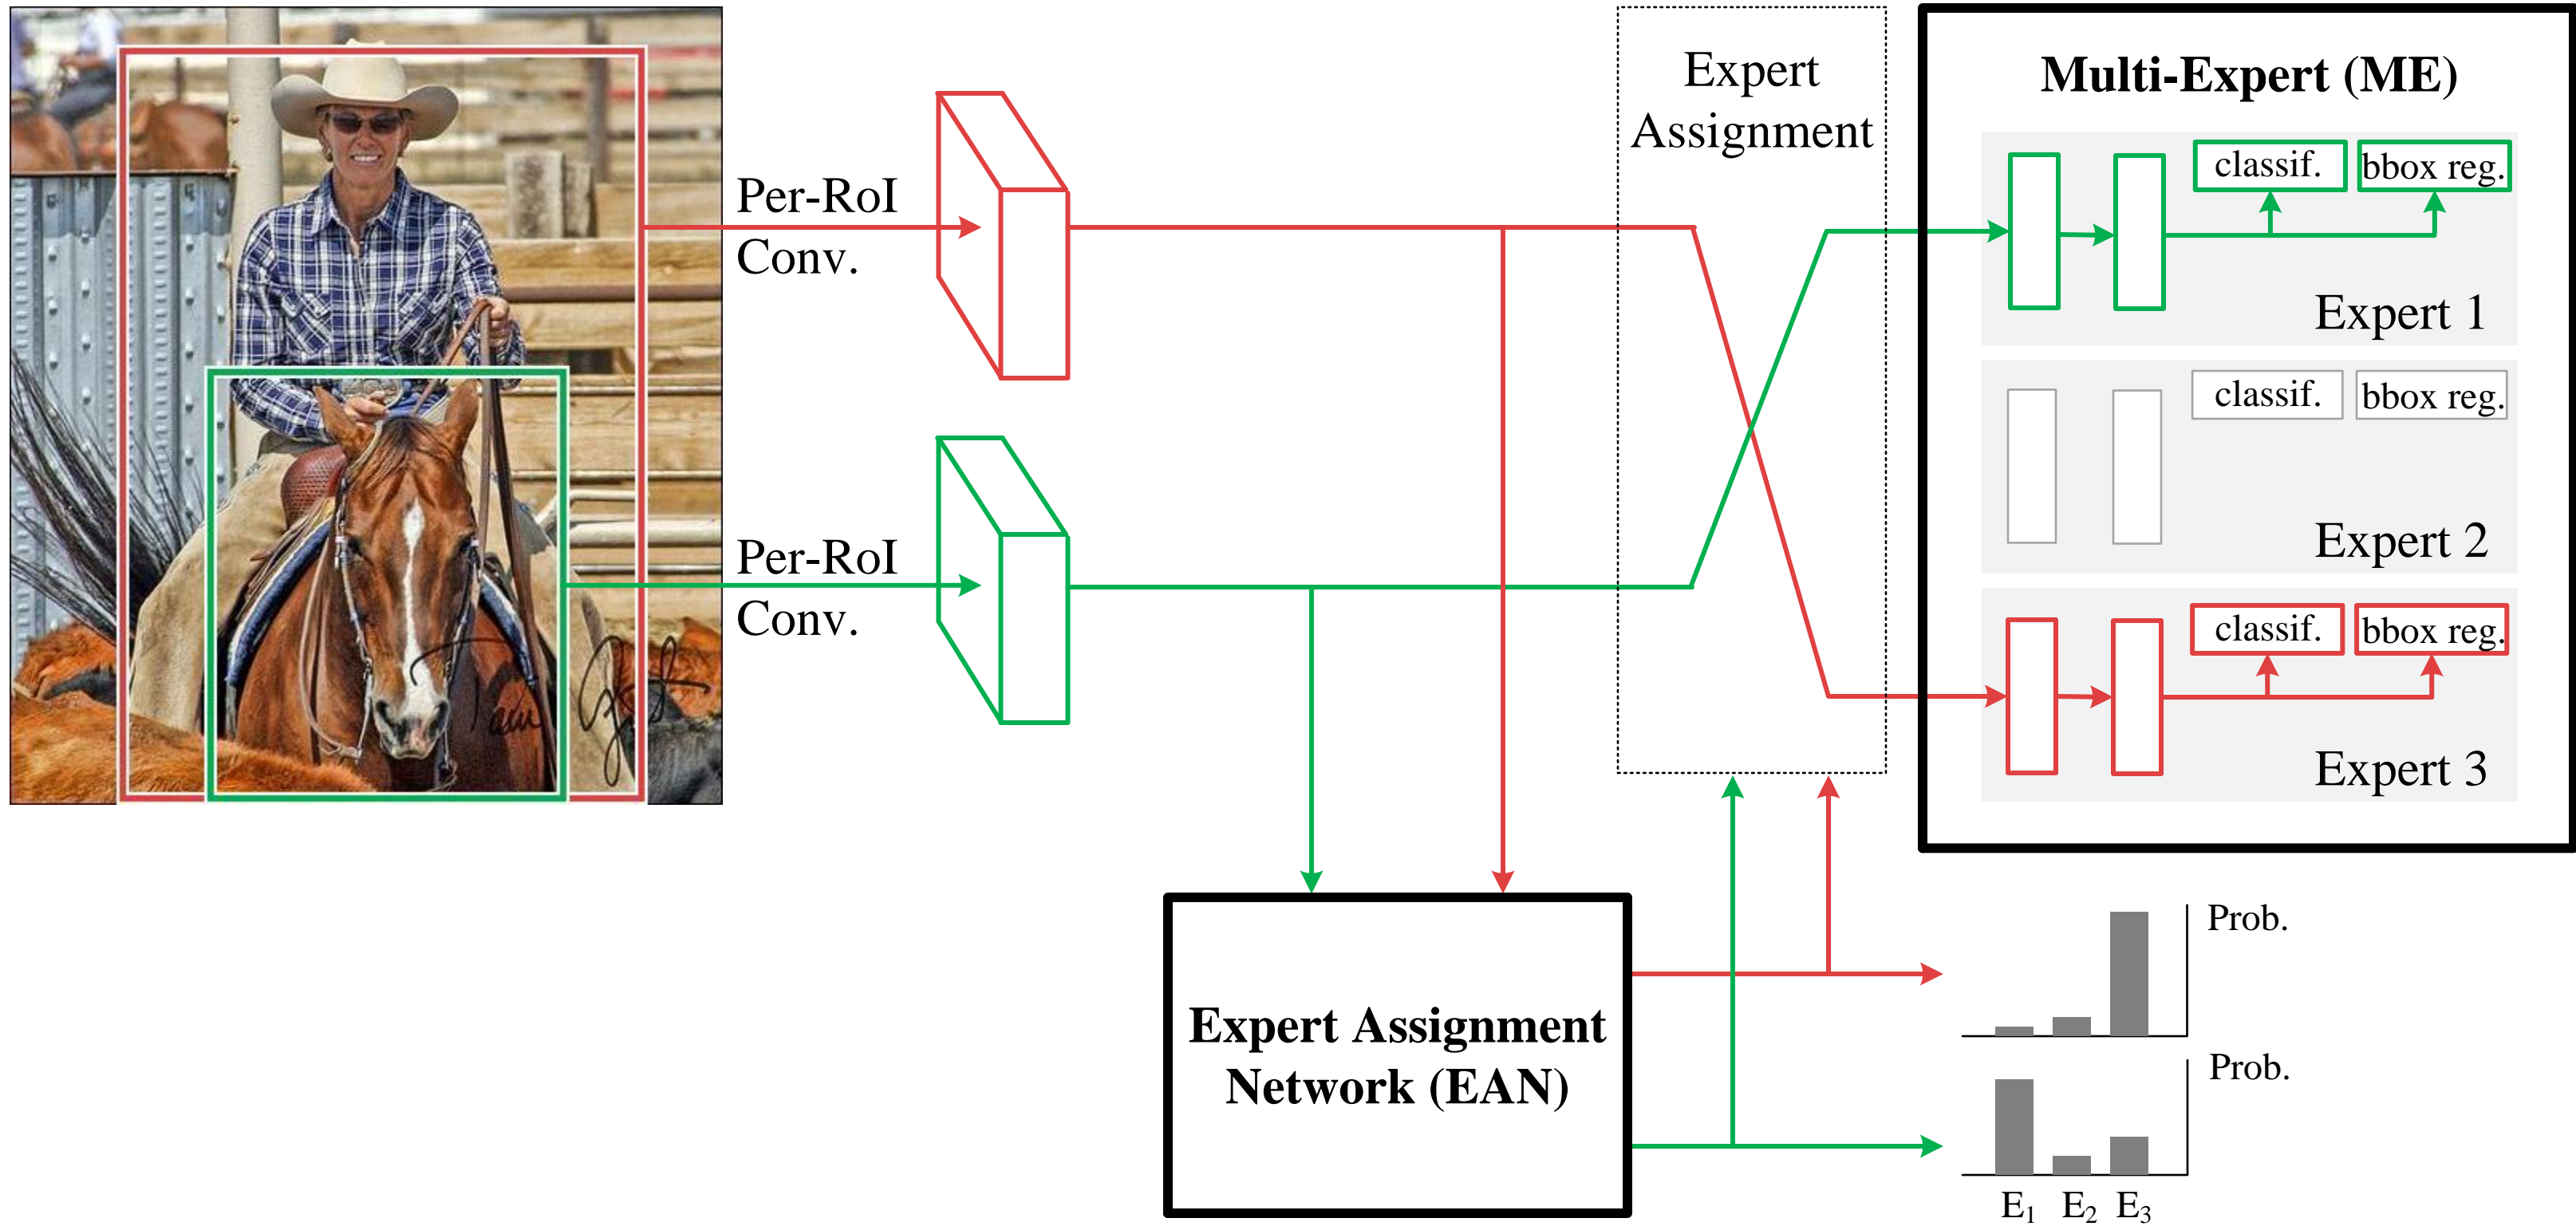 Per-RoI
Conv.
Per-RoI
Conv.
Expert
Assignment
Multi-Expert (ME)
classif. bbox reg.
Expert 1
classif. bbox reg.
Expert 2
classif. bbox reg.
Expert 3
Expert Assignment
Network (EAN)
Prob.
Prob.
E₁ E₂ E₃